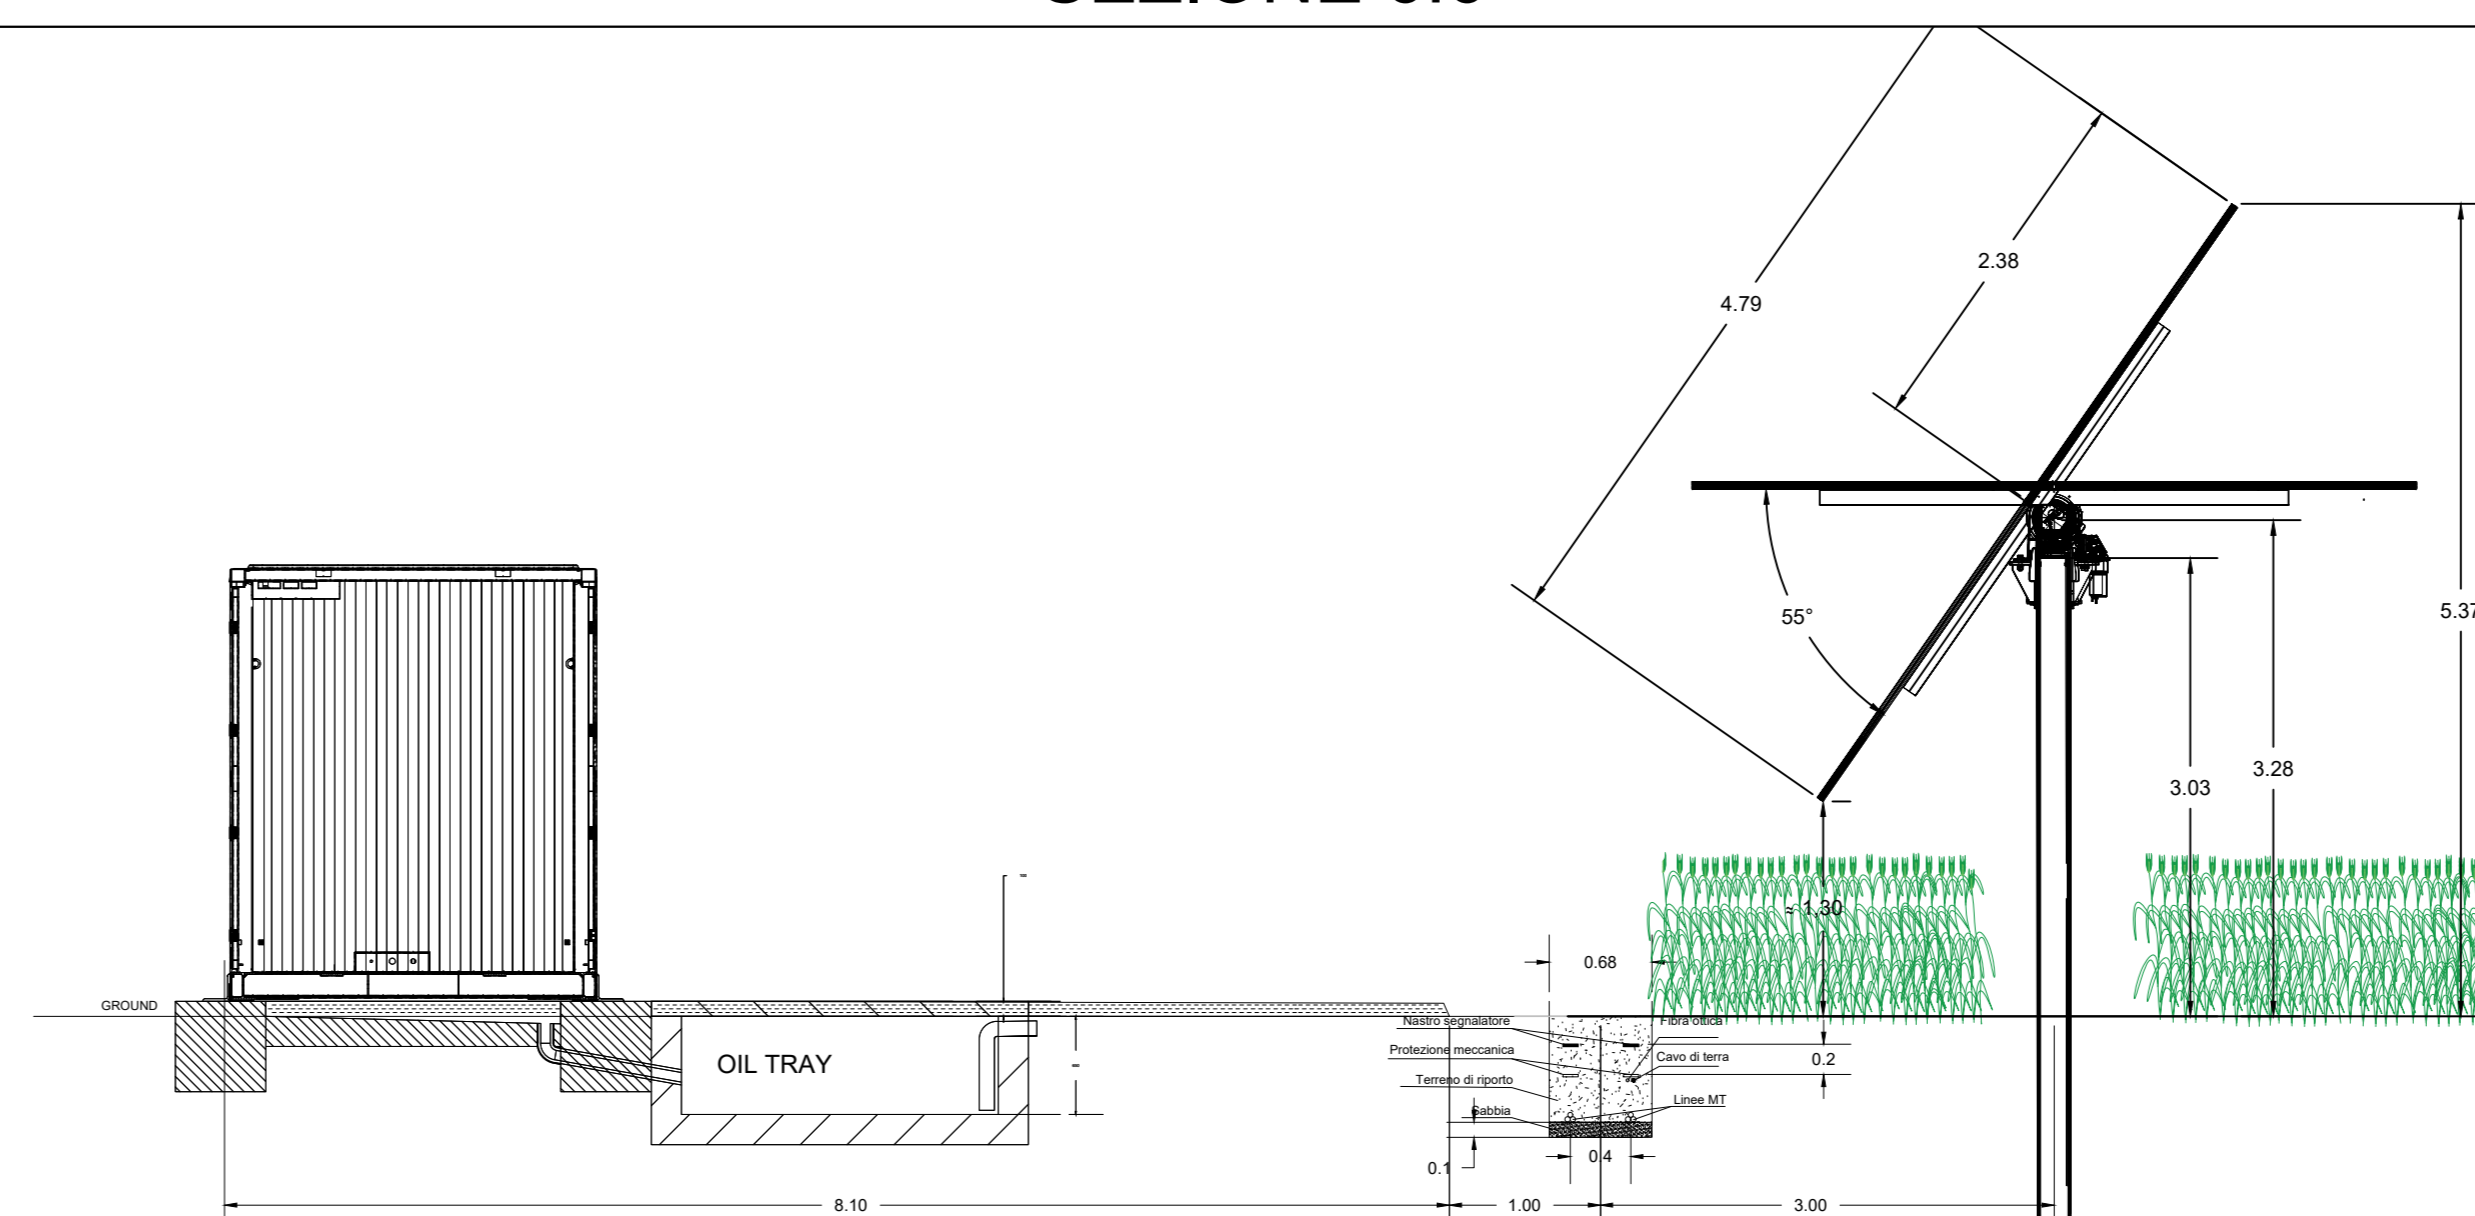 2.38
4.79
55°
5.37
3.28
3.03
≈ 1,30
0.68
GROUND
Nastro segnalatore
Fibra ottica
Protezione meccanica
Cavo di terra
0.2
OIL TRAY
Terreno di riporto
Linee MT
Sabbia
0.4
0.1
8.10
1.00
3.00